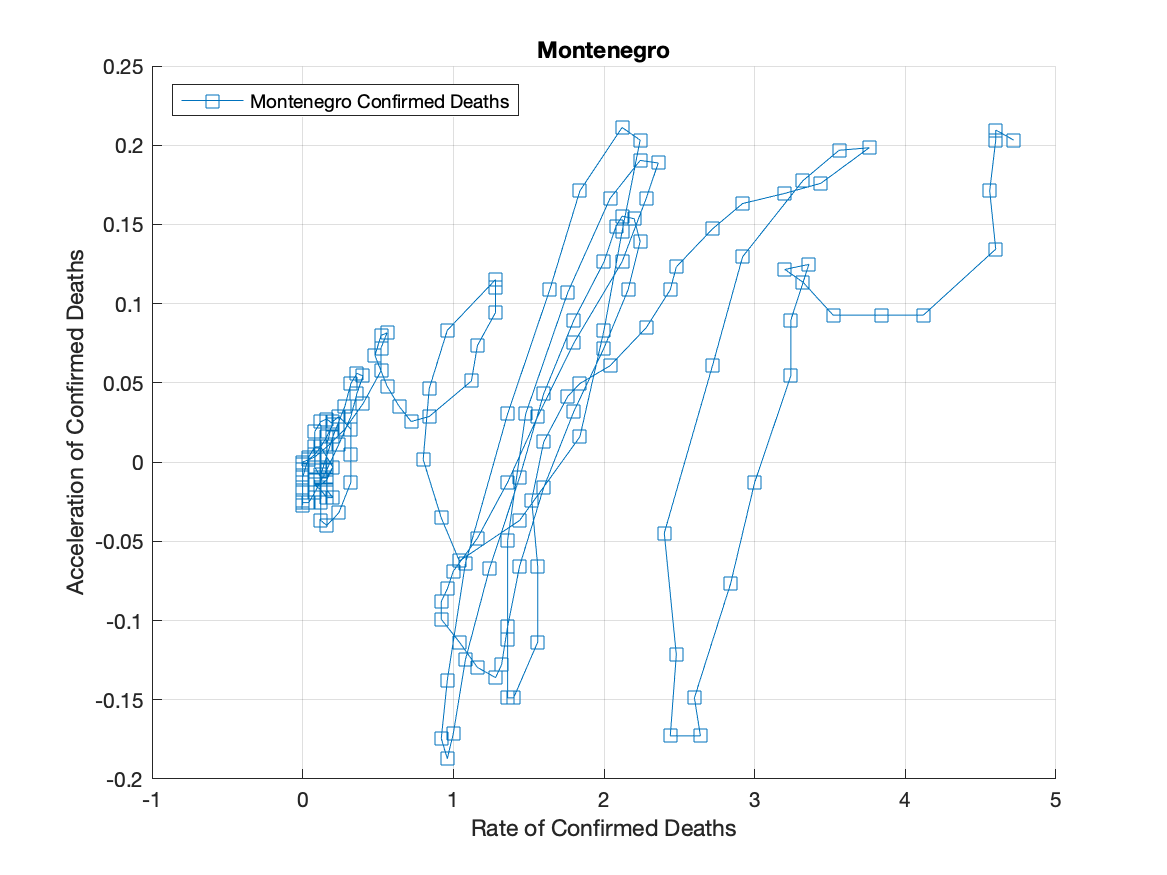 Montenegro
Montenegro Confirmed Deaths
0.25
0.2
0.15
0.1
0.05
0
-0.05
-0.1
-0.15
-0.2
Acceleration of Confirmed Deaths
-1 0 1 2 3 4 5
Rate of Confirmed Deaths